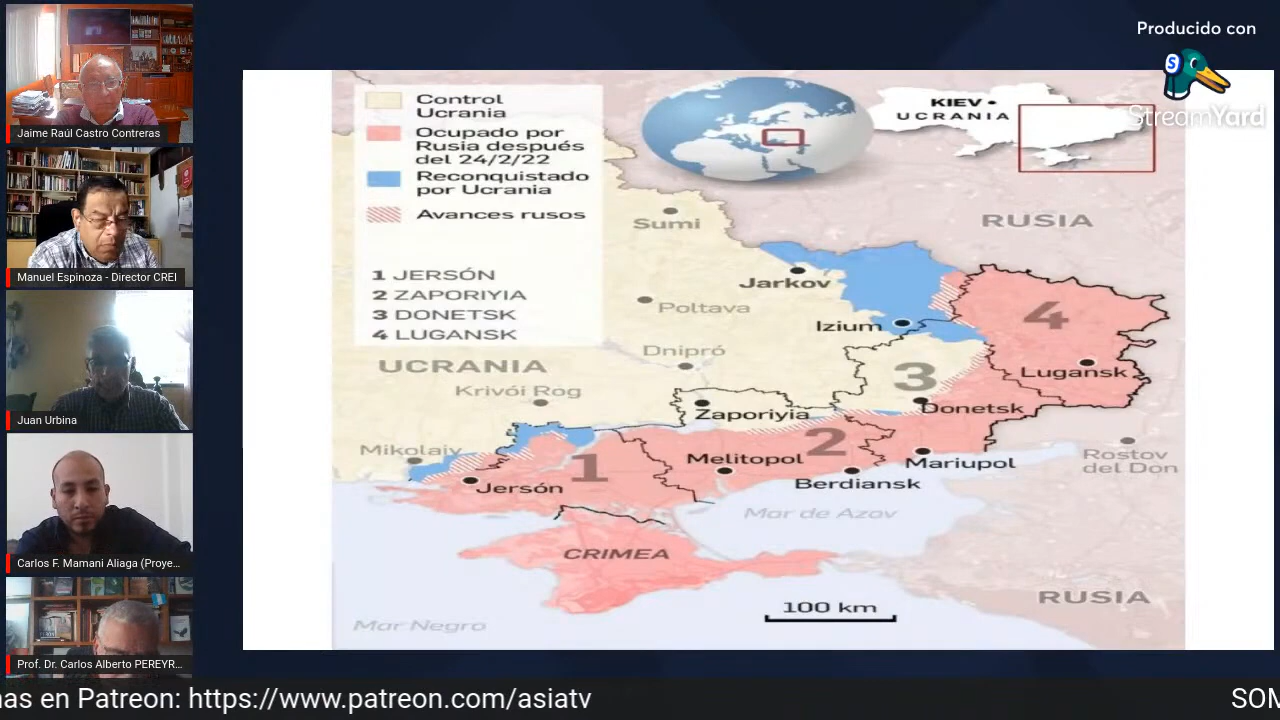 Producido con
StreamYard
Jaime Raúl Castro Contreras
Manuel Espinoza - Director CREI
Juan Urbina
Carlos F. Mamani Aliaga (Proye...
Prof. Dr. Carlos Alberto PEREYR...
Control
Ucrania
Ocupado por
Rusia después
del 24/2/22
Reconquistado
por Ucrania
Avances rusos
1 JERSÓN
2 ZAPORIYIA
3 DONETSK
4 LUGANSK
KIEV
UCRANIA
RUSIA
Sumi
Jarkov
Poltava
Izium
4
Dnipró
UCRANIA
3
Lugansk
Krivói Rog
Zaporiyia
Donetsk
2
Mikolaiv
Melitopol
Mariupol
Rostov
del Don
1
Jersón
Berdiansk
Mar de Azov
CRIMEA
RUSIA
100 km
Mar Negro
en Patreon: https://www.patreon.com/asiatv